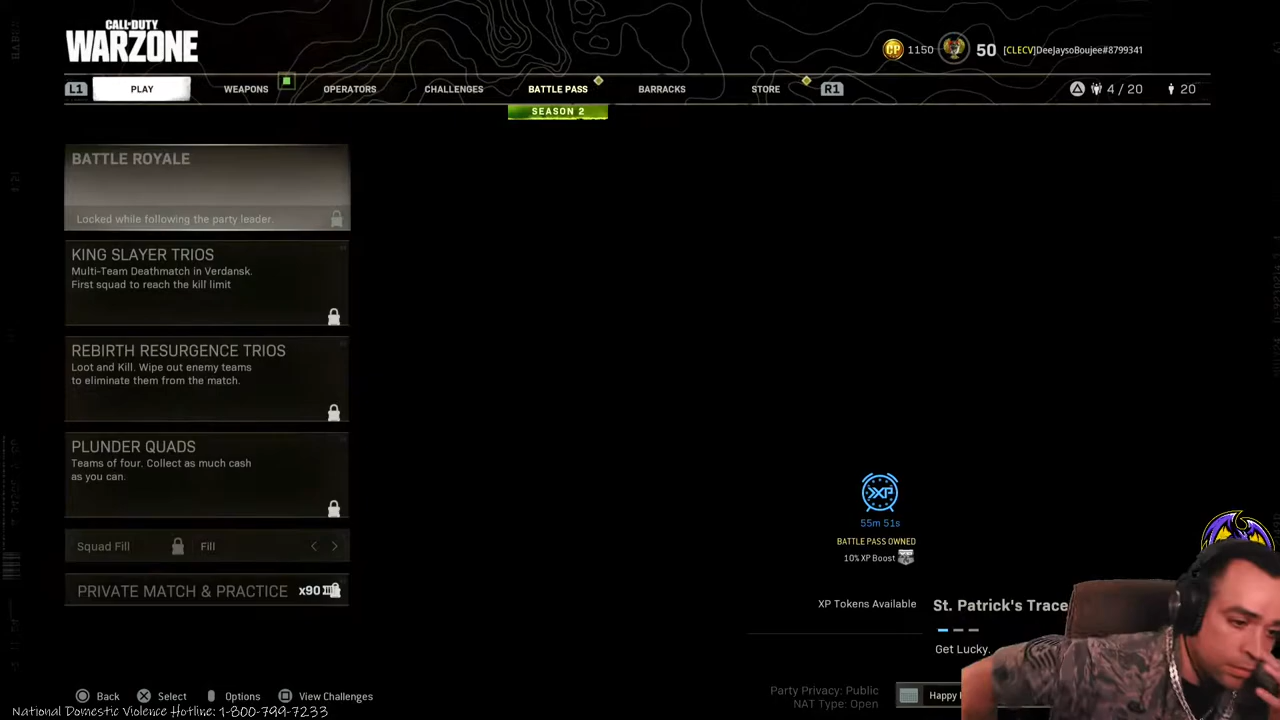 CALL OF DUTY
WARZONE
CP 1150
50
[CLECV]DeeJaysoBoujee#8799341
L1
PLAY
WEAPONS
OPERATORS
CHALLENGES
BATTLE PASS
BARRACKS
STORE
R1
4 / 20
20
SEASON 2
BATTLE ROYALE
Locked while following the party leader.
KING SLAYER TRIOS
Multi-Team Deathmatch in Verdansk.
First squad to reach the kill limit
REBIRTH RESURGENCE TRIOS
Loot and Kill. Wipe out enemy teams
to eliminate them from the match.
PLUNDER QUADS
Teams of four. Collect as much cash
as you can.
Squad Fill
Fill
PRIVATE MATCH & PRACTICE
x90
XP
55m 51s
BATTLE PASS OWNED
10% XP Boost
XP Tokens Available
St. Patrick's Trace
Get Lucky.
Back
Select
Options
View Challenges
Party Privacy: Public
NAT Type: Open
Happy
National Domestic Violence Hotline: 1-800-799-7233